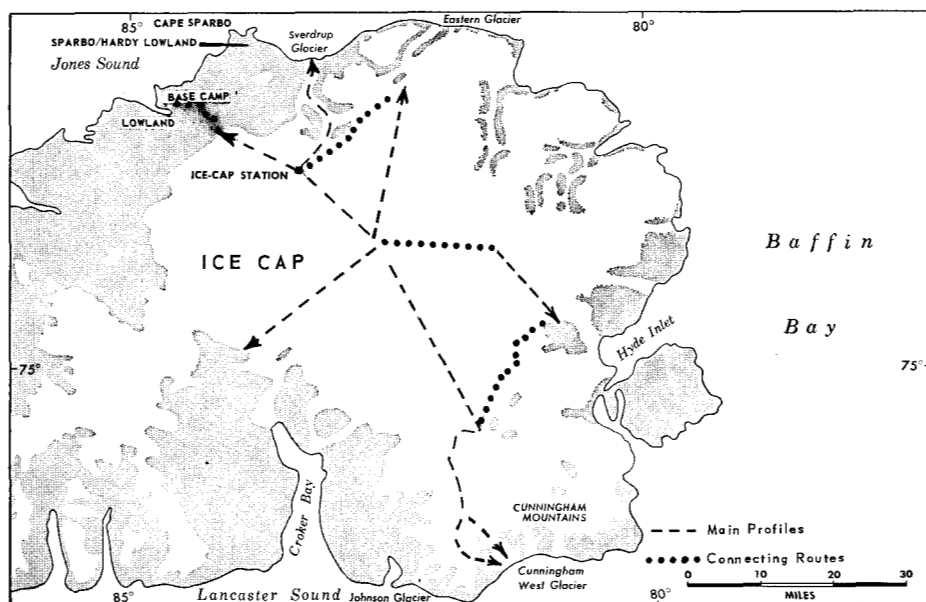 85°
CAPE SPARBO
Eastern Glacier
80°
SPARBO/HARDY LOWLAND
Sverdrup
Glacier
Jones Sound
BASE CAMP
LOWLAND
ICE-CAP STATION
ICE CAP
Baffin
Bay
Hyde Inlet
75°
75°
Croker Bay
CUNNINGHAM
MOUNTAINS
Main Profiles
Connecting Routes
Cunningham
West Glacier
0 10 20 30
MILES
85°
Lancaster Sound
Johnson Glacier
80°